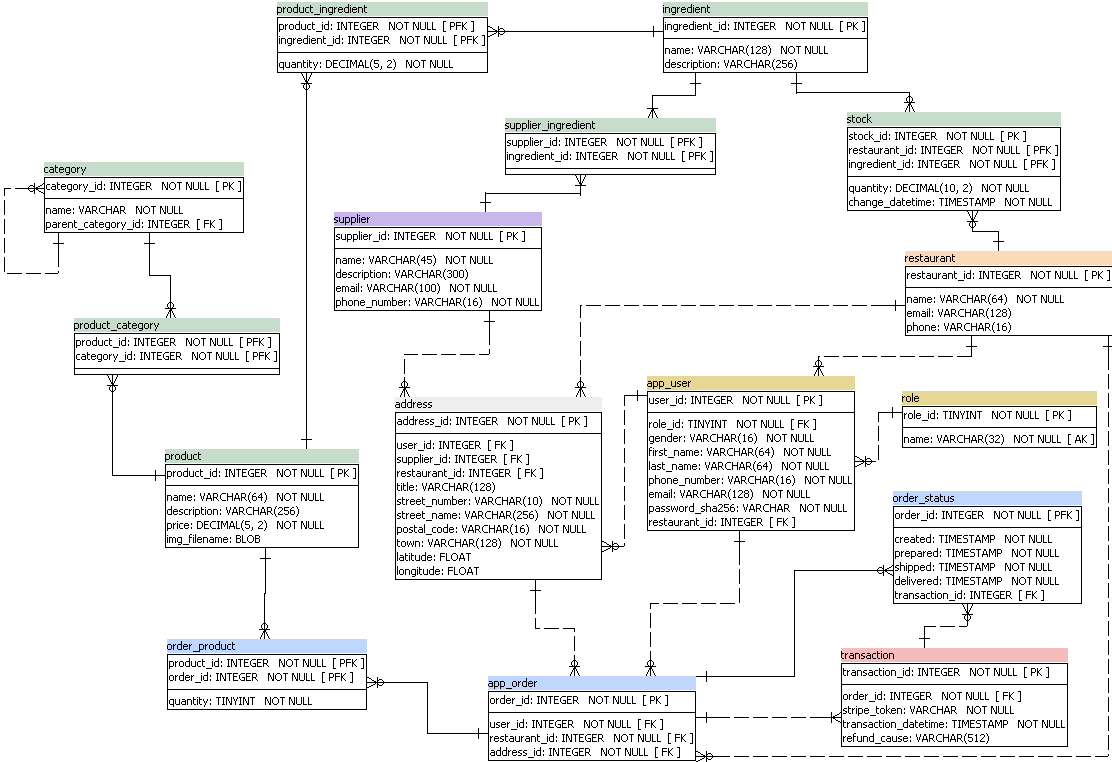 product_ingredient
product_id: INTEGER NOT NULL [ PFK ]
ingredient_id: INTEGER NOT NULL [ PFK ]
quantity: DECIMAL(5, 2) NOT NULL
ingredient
ingredient_id: INTEGER NOT NULL [ PK ]
name: VARCHAR(128) NOT NULL
description: VARCHAR(256)
supplier_ingredient
supplier_id: INTEGER NOT NULL [ PFK ]
ingredient_id: INTEGER NOT NULL [ PFK ]
stock
stock_id: INTEGER NOT NULL [ PK ]
restaurant_id: INTEGER NOT NULL [ PFK ]
ingredient_id: INTEGER NOT NULL [ PFK ]
quantity: DECIMAL(10, 2) NOT NULL
change_datetime: TIMESTAMP NOT NULL
category
category_id: INTEGER NOT NULL [ PK ]
name: VARCHAR NOT NULL
parent_category_id: INTEGER [ FK ]
supplier
supplier_id: INTEGER NOT NULL [ PK ]
name: VARCHAR(45) NOT NULL
description: VARCHAR(300)
email: VARCHAR(100) NOT NULL
phone_number: VARCHAR(16) NOT NULL
restaurant
restaurant_id: INTEGER NOT NULL [ PK ]
name: VARCHAR(64) NOT NULL
email: VARCHAR(128)
phone: VARCHAR(16)
product_category
product_id: INTEGER NOT NULL [ PFK ]
category_id: INTEGER NOT NULL [ PFK ]
address
address_id: INTEGER NOT NULL [ PK ]
user_id: INTEGER [ FK ]
supplier_id: INTEGER [ FK ]
restaurant_id: INTEGER [ FK ]
title: VARCHAR(128)
street_number: VARCHAR(10) NOT NULL
street_name: VARCHAR(256) NOT NULL
postal_code: VARCHAR(16) NOT NULL
town: VARCHAR(128) NOT NULL
latitude: FLOAT
longitude: FLOAT
app_user
user_id: INTEGER NOT NULL [ PK ]
role_id: TINYINT NOT NULL [ FK ]
gender: VARCHAR(16) NOT NULL
first_name: VARCHAR(64) NOT NULL
last_name: VARCHAR(64) NOT NULL
phone_number: VARCHAR(16) NOT NULL
email: VARCHAR(128) NOT NULL
password_sha256: VARCHAR NOT NULL
restaurant_id: INTEGER [ FK ]
role
role_id: TINYINT NOT NULL [ PK ]
name: VARCHAR(32) NOT NULL [ AK ]
product
product_id: INTEGER NOT NULL [ PK ]
name: VARCHAR(64) NOT NULL
description: VARCHAR(256)
price: DECIMAL(5, 2) NOT NULL
img_filename: BLOB
order_status
order_id: INTEGER NOT NULL [ PFK ]
created: TIMESTAMP NOT NULL
prepared: TIMESTAMP NOT NULL
shipped: TIMESTAMP NOT NULL
delivered: TIMESTAMP NOT NULL
transaction_id: INTEGER [ FK ]
order_product
product_id: INTEGER NOT NULL [ PFK ]
order_id: INTEGER NOT NULL [ PFK ]
quantity: TINYINT NOT NULL
app_order
order_id: INTEGER NOT NULL [ PK ]
user_id: INTEGER NOT NULL [ FK ]
restaurant_id: INTEGER NOT NULL [ FK ]
address_id: INTEGER NOT NULL [ FK ]
transaction
transaction_id: INTEGER NOT NULL [ PK ]
order_id: INTEGER NOT NULL [ FK ]
stripe_token: VARCHAR NOT NULL
transaction_datetime: TIMESTAMP NOT NULL
refund_cause: VARCHAR(512)